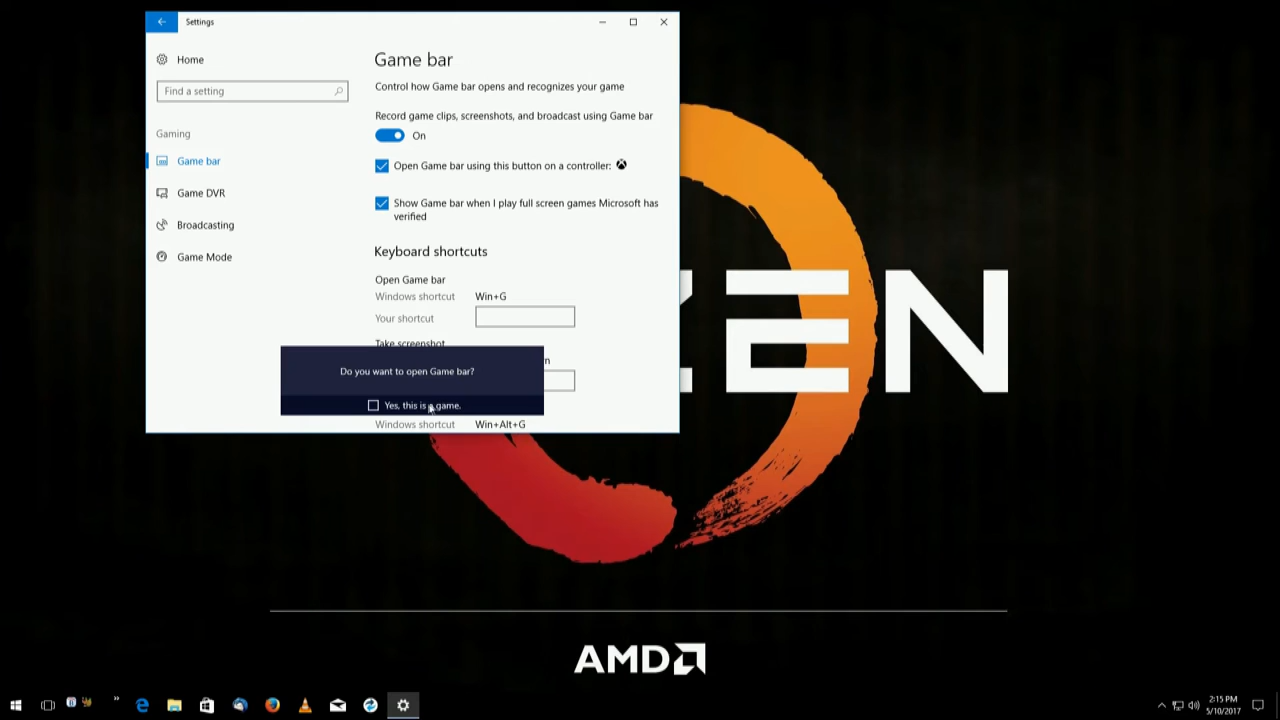 Settings
Home
Find a setting
Gaming
Game bar
Game DVR
Broadcasting
Game Mode
Game bar
Control how Game bar opens and recognizes your game
Record game clips, screenshots, and broadcast using Game bar
On
Open Game bar using this button on a controller:
Show Game bar when I play full screen games Microsoft has
verified
Keyboard shortcuts
Open Game bar
Windows shortcut Win+G
Your shortcut
Take screenshot
Do you want to open Game bar?
Yes, this is a game.
Windows shortcut Win+Alt+G
ZEN
AMD
2:15 PM
5/10/2017